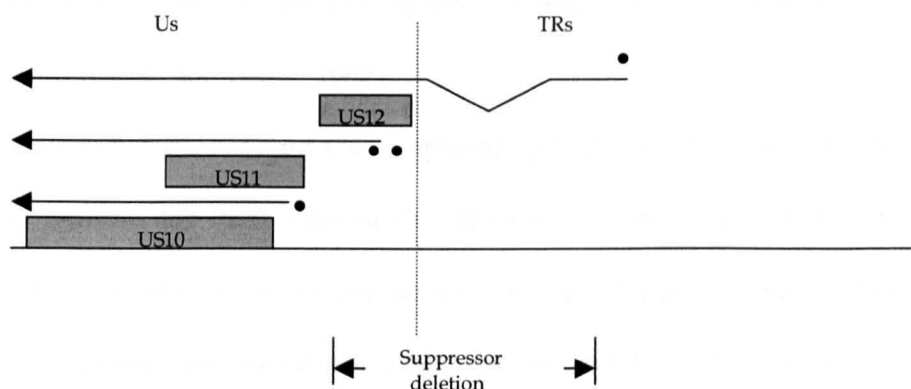 Us TRs
US12
US11
US10
Suppressor
deletion